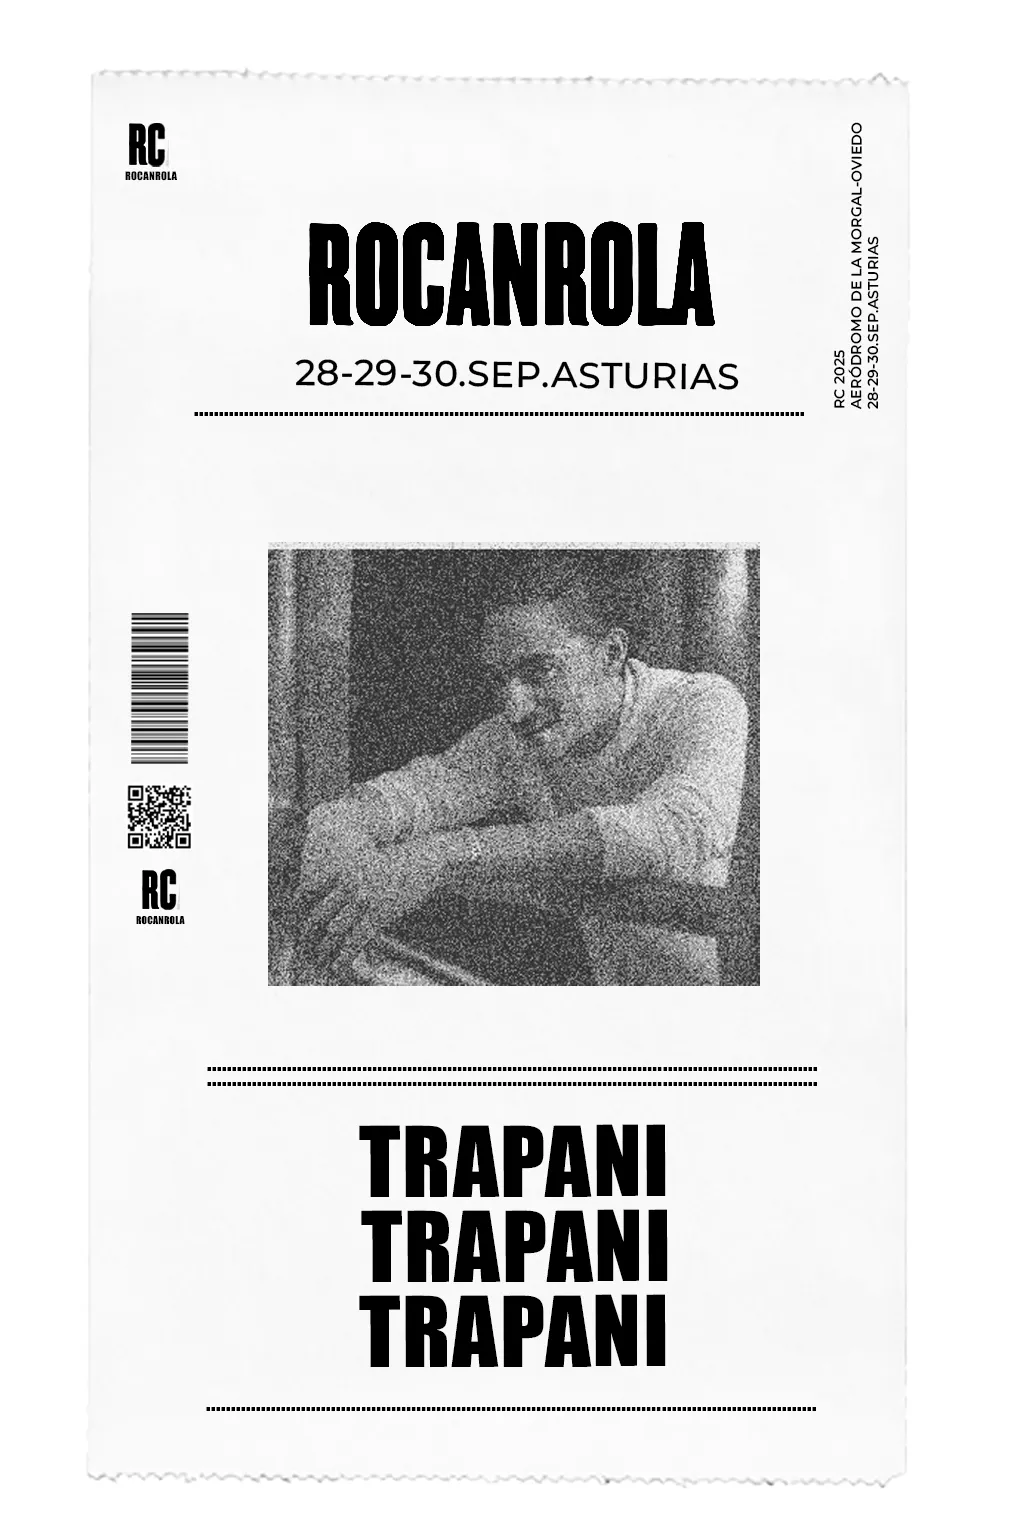 RC
ROCANROLA
RC 2025
AERÓDROMO DE LA MORGAL-OVIEDO
28-29-30.SEP.ASTURIAS
ROCANROLA
28-29-30.SEP.ASTURIAS
RC
ROCANROLA
TRAPANI
TRAPANI
TRAPANI